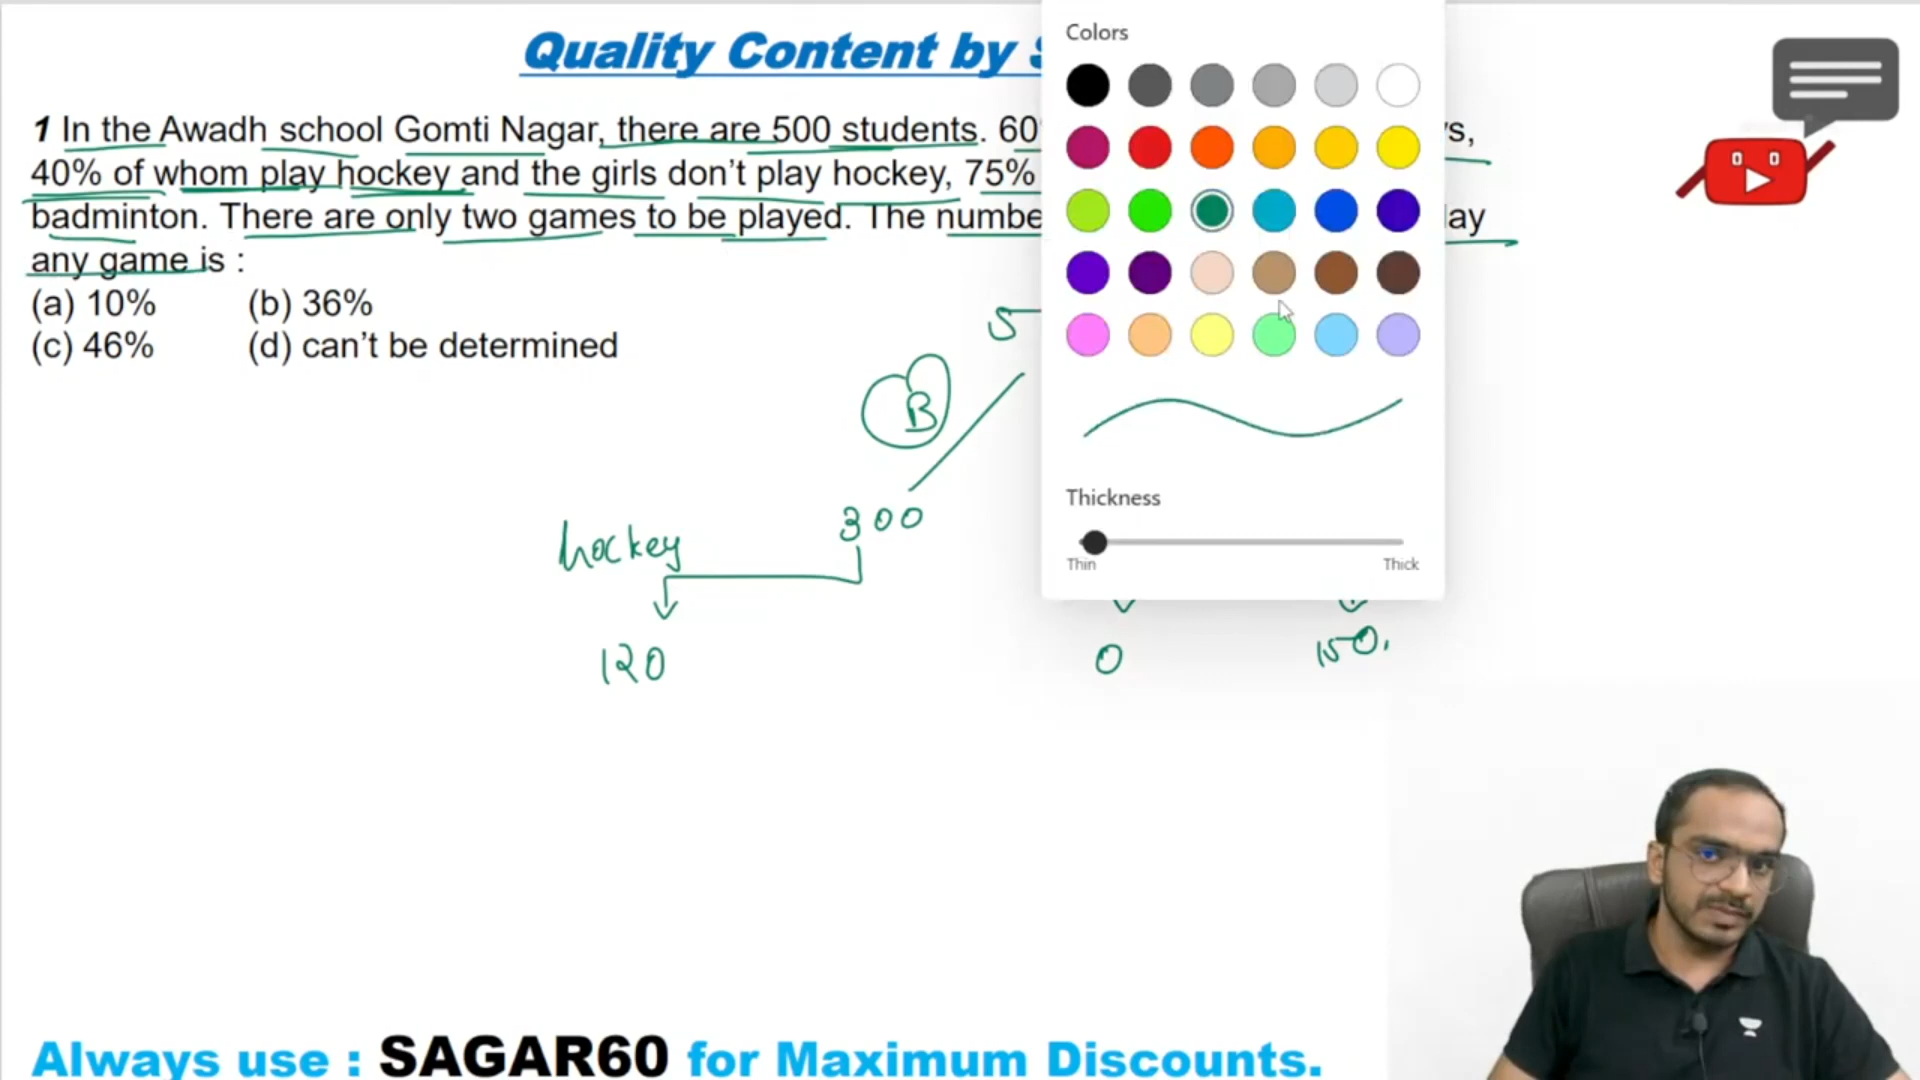 Quality Content by
1 In the Awadh school Gomti Nagar, there are 500 students. 60
40% of whom play hockey and the girls don't play hockey, 75%
badminton. There are only two games to be played. The
any game is :
(a) 10% (b) 36%
(c) 46% (d) can't be determined
Colors
Thickness
Thin Thick
5
B
300
hockey
120
0
150.
Always use : SAGAR60 for Maximum Discounts.